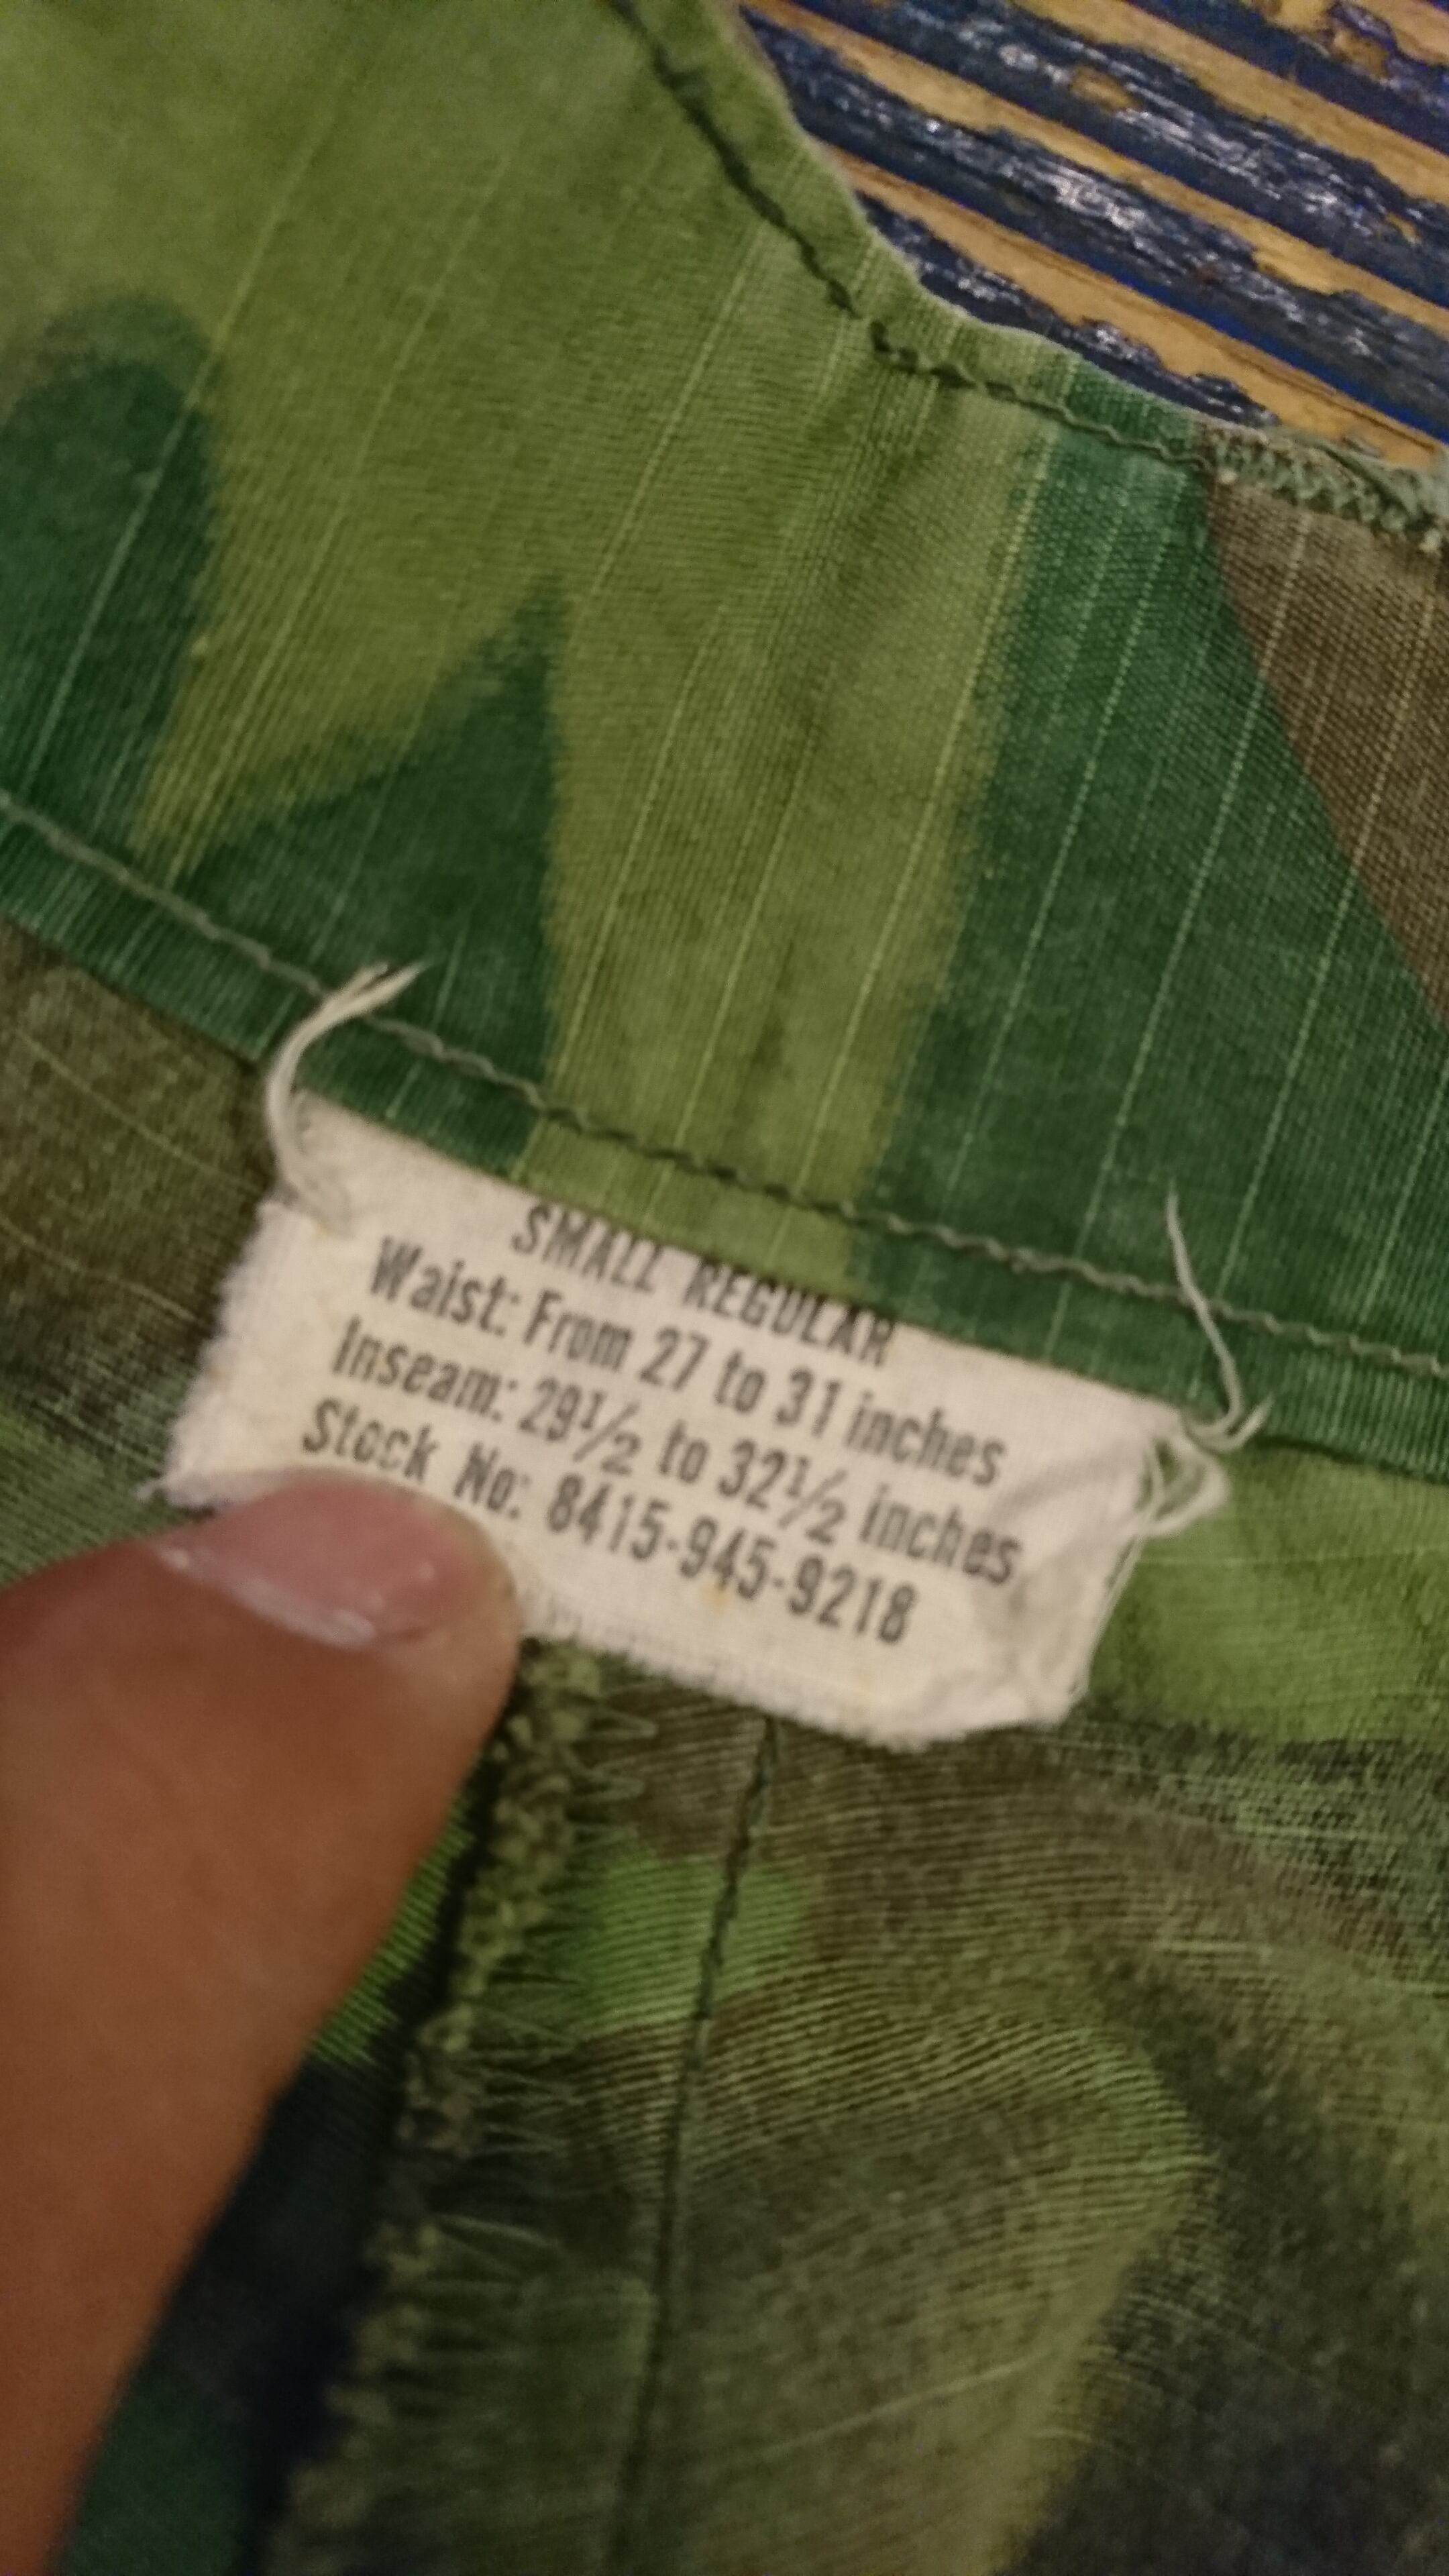 SMALL REGULAR
Waist: From 27 to 31 inches
Inseam: 29½ to 32½ inches
Stock No: 8415-945-9218